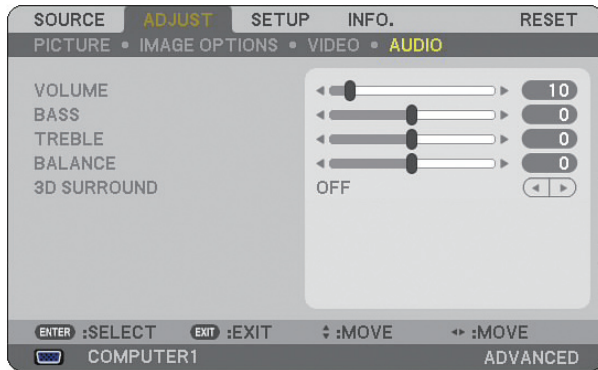 SOURCE ADJUST SETUP INFO. RESET
PICTURE • IMAGE OPTIONS • VIDEO • AUDIO
VOLUME 10
BASS 0
TREBLE 0
BALANCE 0
3D SURROUND OFF
ENTER :SELECT EXIT :EXIT :MOVE :MOVE
COMPUTER1 ADVANCED